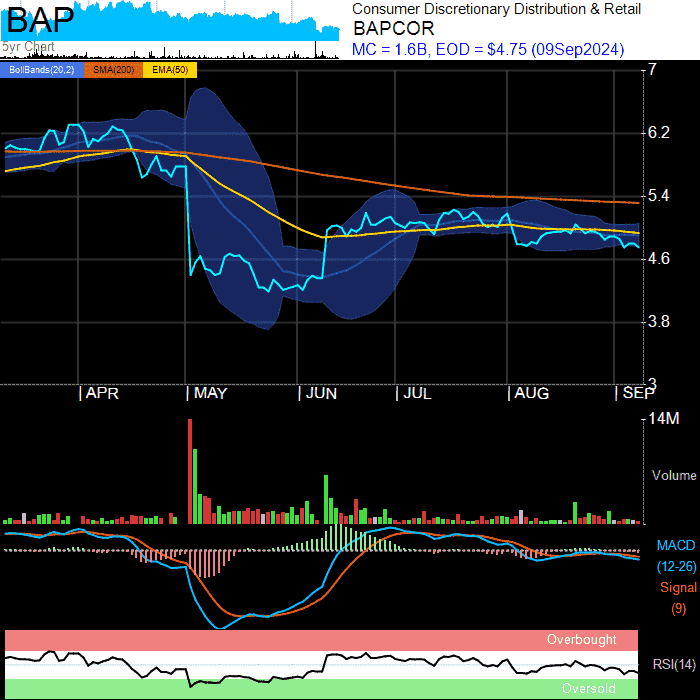 BAP
5yr Chart
Consumer Discretionary Distribution & Retail
BAPCOR
MC = 1.6B, EOD = $4.75 (09Sep2024)
BollBands(20,2) SMA(200) EMA(50)
7
6.2
5.4
4.6
3.8
3
APR MAY JUN JUL AUG SEP
14M
Volume
MACD
(12-26)
Signal
(9)
Overbought
RSI(14)
Oversold